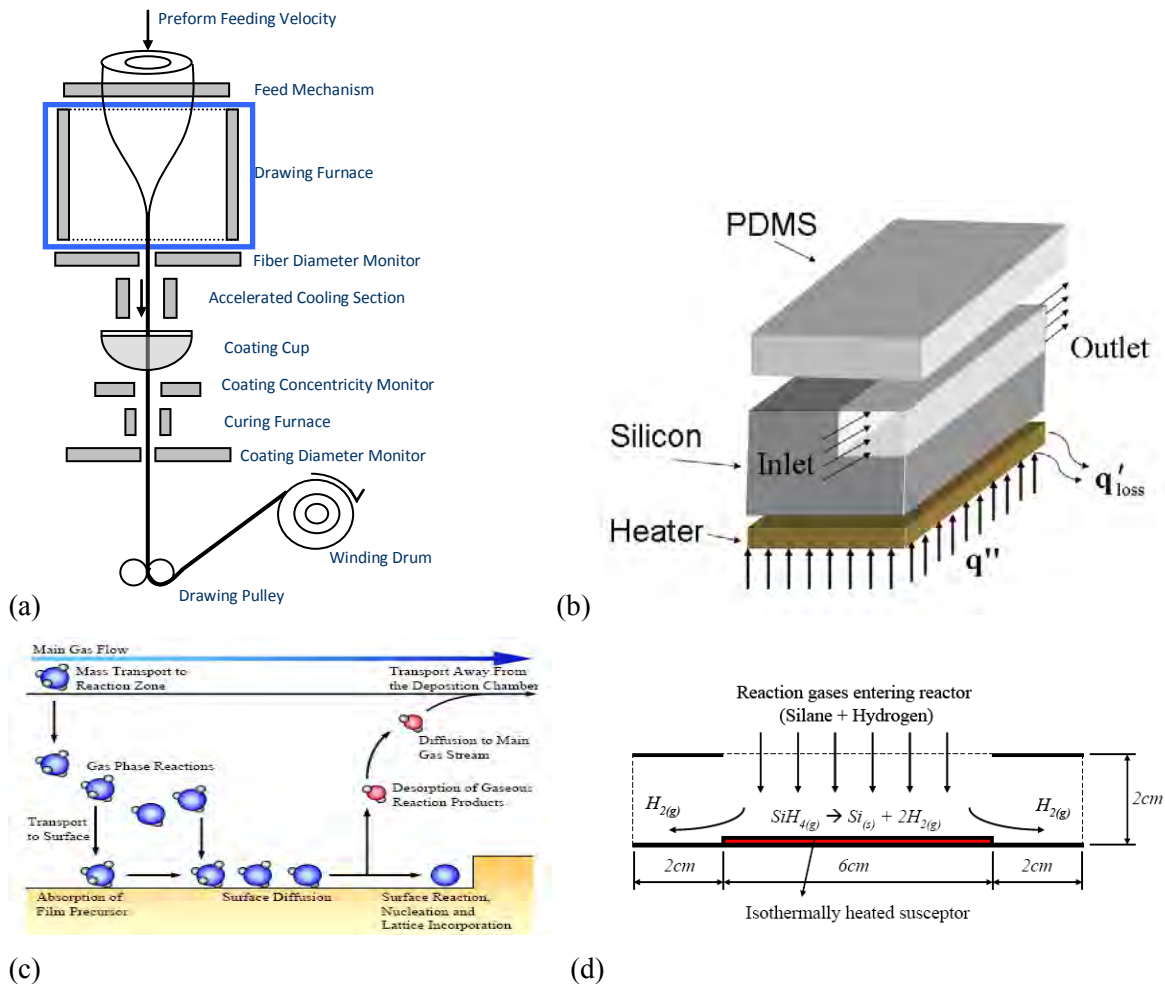 Preform Feeding Velocity
Feed Mechanism
Drawing Furnace
Fiber Diameter Monitor
Accelerated Cooling Section
Coating Cup
Coating Concentricity Monitor
Curing Furnace
Coating Diameter Monitor
Winding Drum
Drawing Pulley
(a)
PDMS
Outlet
Silicon
Inlet
q′loss
Heater
q''
(b)
Main Gas Flow
Mass Transport to
Reaction Zone
Transport Away From
the Deposition Chamber
Diffusion to Main
Gas Stream
Gas Phase Reactions
Desorption of Gaseous
Reaction Products
Transport
to Surface
Absorption of
Film Precursor
Surface Diffusion
Surface Reaction,
Nucleation and
Lattice Incorporation
(c)
Reaction gases entering reactor
(Silane + Hydrogen)
H2(g)
SiH4(g) → Si(s) + 2H2(g)
H2(g)
2cm
2cm
6cm
2cm
Isothermally heated susceptor
(d)